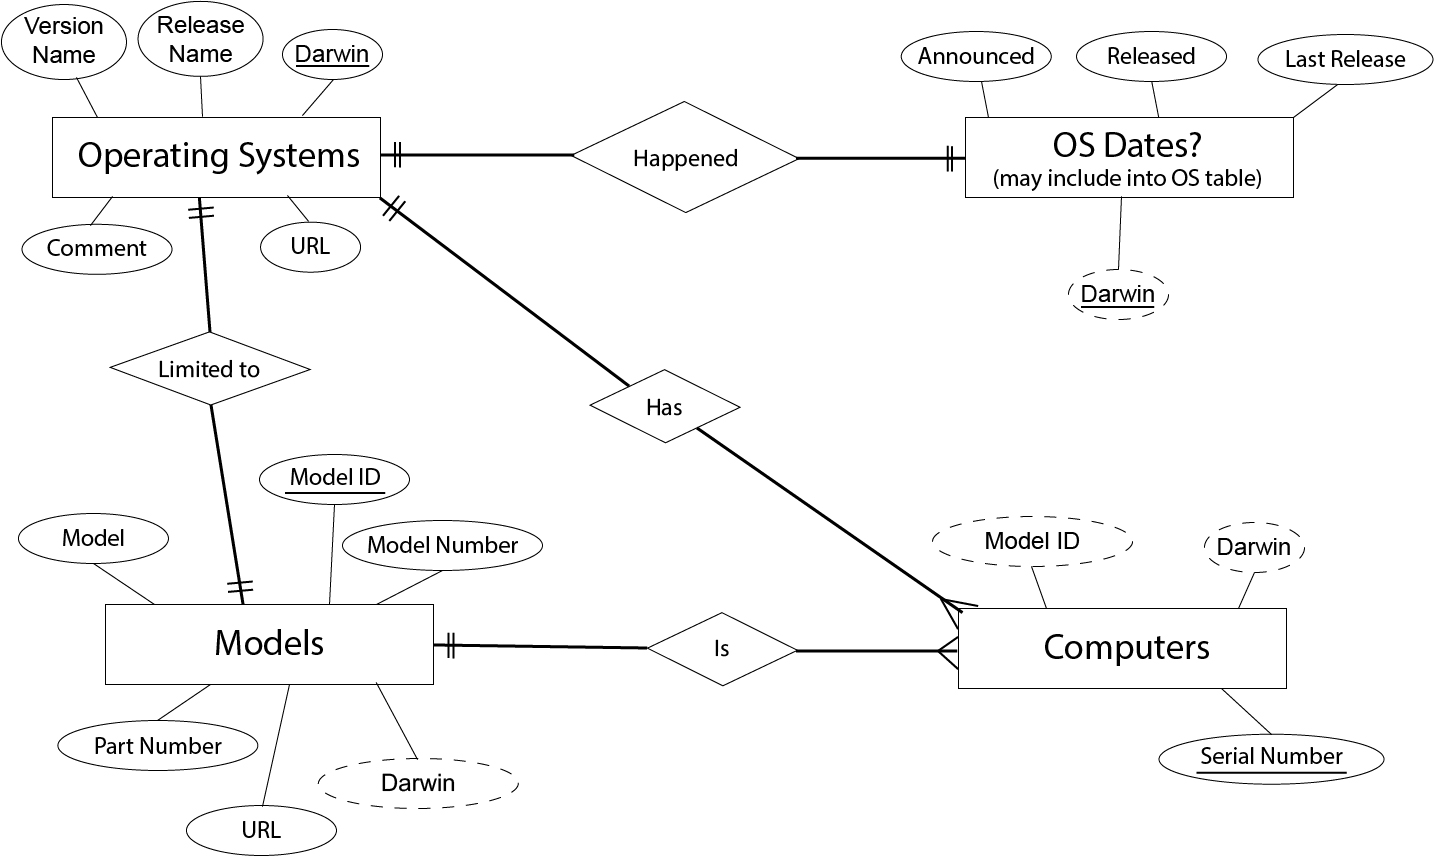 Version
Name
Release
Name
Darwin
Announced
Released
Last Release
Operating Systems
Happened
OS Dates?
(may include into OS table)
Comment
URL
Darwin
Limited to
Has
Model ID
Model
Model Number
Model ID
Darwin
Models
Is
Computers
Part Number
Darwin
URL
Serial Number